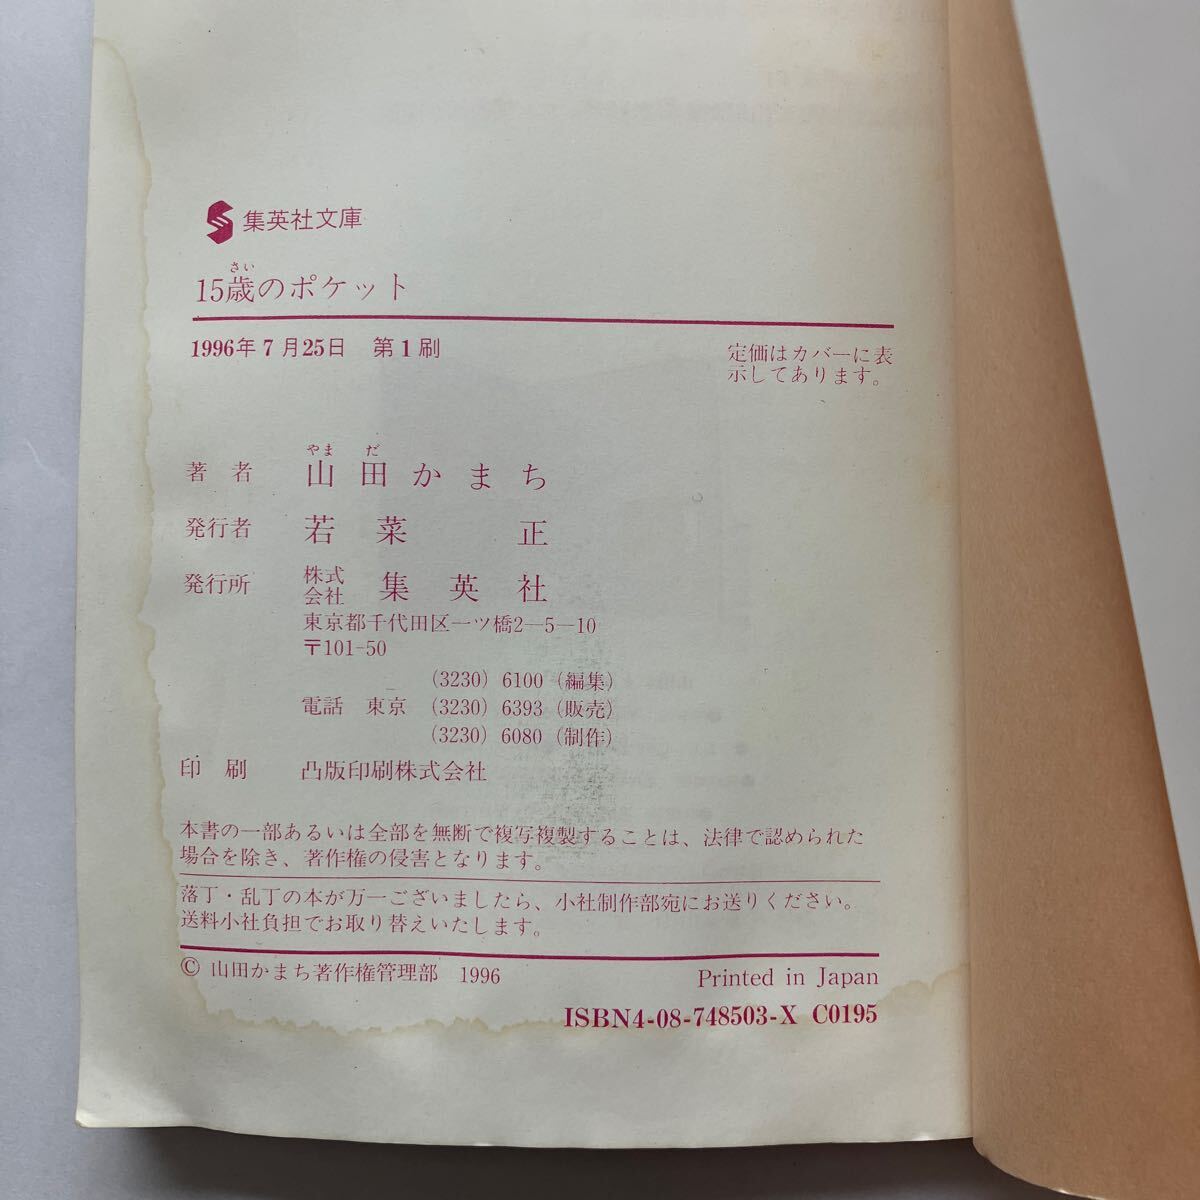 集英社文庫
さい
15歳のポケット
1996年7月25日　第1刷
定価はカバーに表
示してあります。
やま　だ
著　者　山　田　か　ま　ち
発行者　若　菜　　　正
発行所　株式会社　集　英　社
東京都千代田区一ツ橋2―5―10
〒101-50
(3230) 6100 (編集)
電話　東京　(3230) 6393 (販売)
(3230) 6080 (制作)
印　刷　凸版印刷株式会社
本書の一部あるいは全部を無断で複写複製することは、法律で認められた
場合を除き、著作権の侵害となります。
落丁・乱丁の本が万一ございましたら、小社制作部宛にお送りください。
送料小社負担でお取り替えいたします。
© 山田かまち著作権管理部　1996
Printed in Japan
ISBN4-08-748503-X C0195